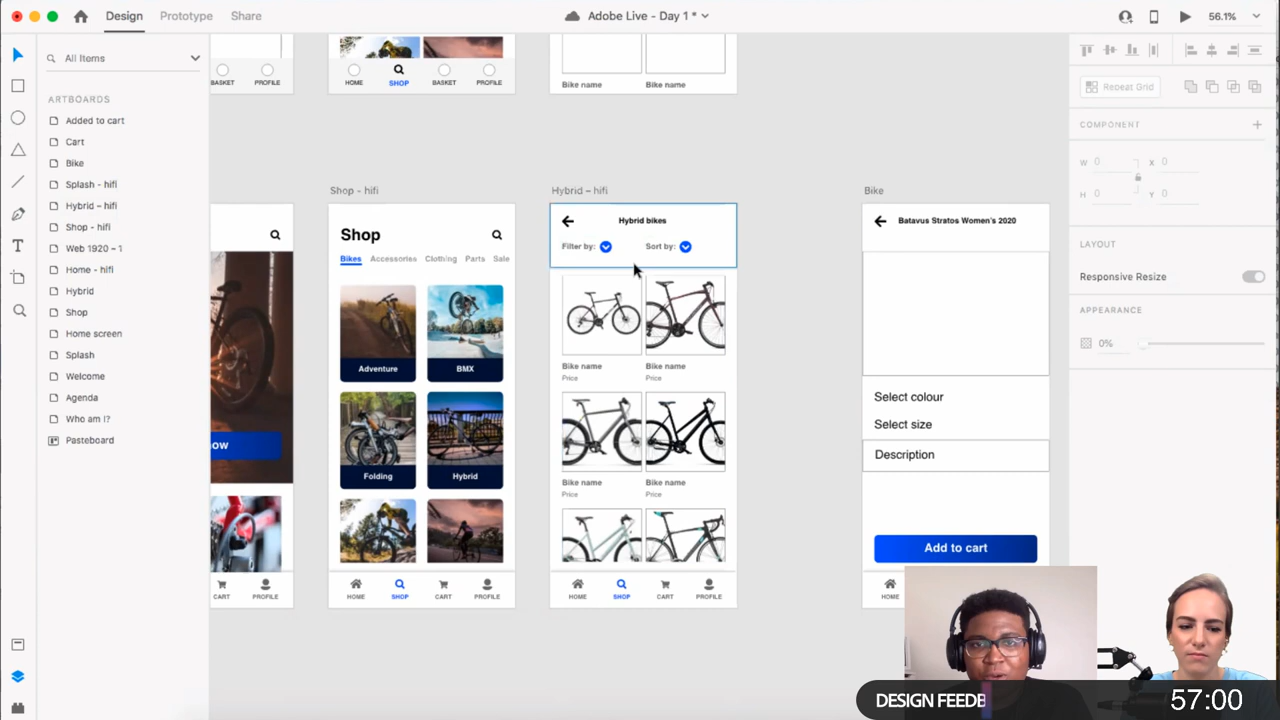 Design Prototype Share
Adobe Live - Day 1 *
56.1%
All Items
ARTBOARDS
Added to cart
Cart
Bike
Splash - hifi
Hybrid – hifi
Shop - hifi
Web 1920 – 1
Home - hifi
Hybrid
Shop
Home screen
Splash
Welcome
Agenda
Who am I?
Pasteboard
BASKET PROFILE
HOME SHOP BASKET PROFILE
Bike name Bike name
CART PROFILE
Shop - hifi
Shop
Bikes Accessories Clothing Parts Sale
Adventure BMX
Folding Hybrid
HOME SHOP CART PROFILE
Hybrid – hifi
Hybrid bikes
Filter by: Sort by:
Bike name Bike name
Price Price
Bike name Bike name
Price Price
HOME SHOP CART PROFILE
Bike
Batavus Stratos Women's 2020
Select colour
Select size
Description
Add to cart
HOME
Repeat Grid
COMPONENT
W 0 X 0
H 0 Y 0
LAYOUT
Responsive Resize
APPEARANCE
0%
DESIGN FEEDB
57:00